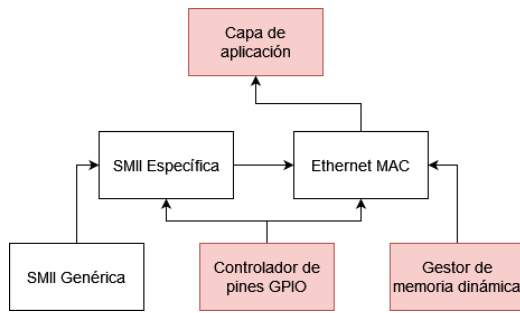 Capa de
aplicación
SMII Específica
Ethernet MAC
SMII Genérica
Controlador de
pines GPIO
Gestor de
memoria dinámica